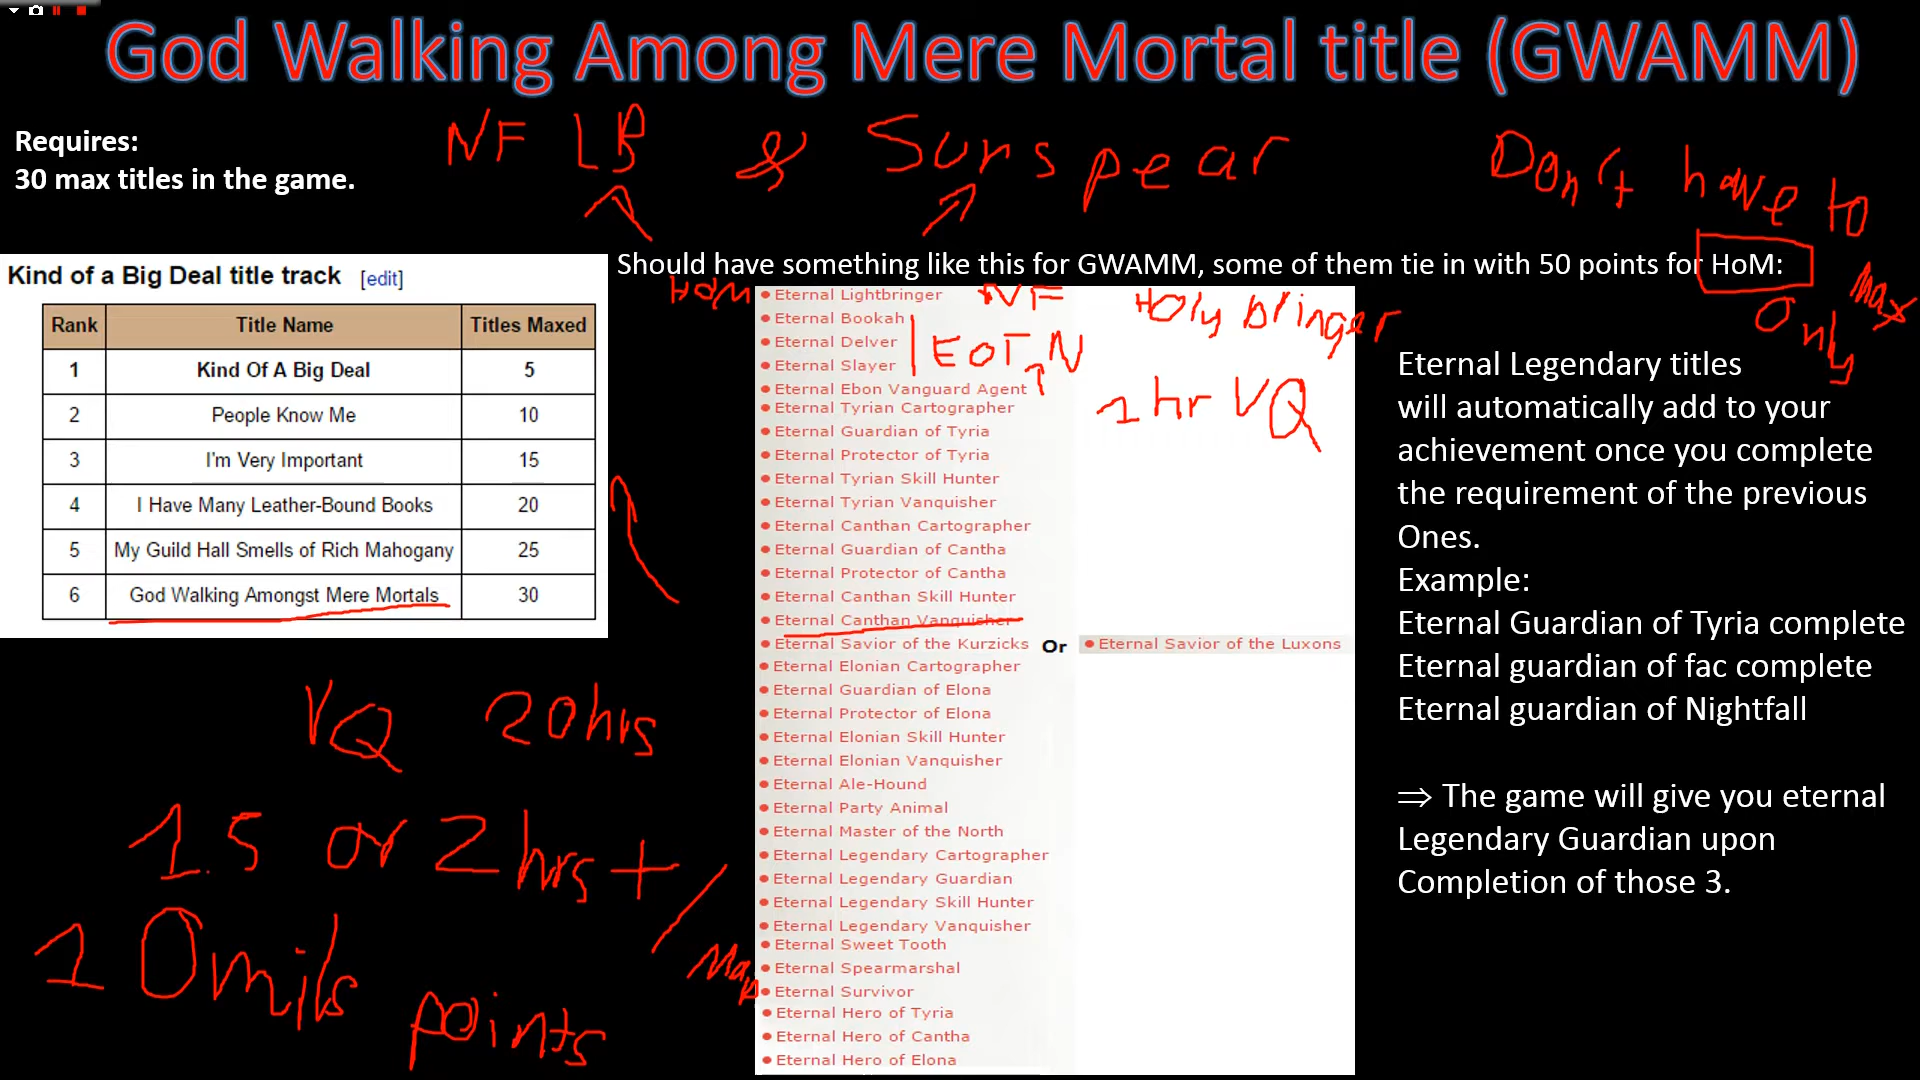 God Walking Among Mere Mortal title (GWAMM)
Requires:
30 max titles in the game.
NF LB & Sunspear
Don't have to
Max
Only
Should have something like this for GWAMM, some of them tie in with 50 points for HoM:
Kind of a Big Deal title track [edit]
Rank Title Name Titles Maxed
1 Kind Of A Big Deal 5
2 People Know Me 10
3 I'm Very Important 15
4 I Have Many Leather-Bound Books 20
5 My Guild Hall Smells of Rich Mahogany 25
6 God Walking Amongst Mere Mortals 30
VQ 20hrs
1.5 or 2hrs +/
Map
10mils points
HOM
Eternal Lightbringer
Eternal Bookah
Eternal Delver
Eternal Slayer
Eternal Ebon Vanguard Agent
Eternal Tyrian Cartographer
Eternal Guardian of Tyria
Eternal Protector of Tyria
Eternal Tyrian Skill Hunter
Eternal Tyrian Vanquisher
Eternal Canthan Cartographer
Eternal Guardian of Cantha
Eternal Protector of Cantha
Eternal Canthan Skill Hunter
Eternal Canthan Vanquisher
Eternal Savior of the Kurzicks Or Eternal Savior of the Luxons
Eternal Elonian Cartographer
Eternal Guardian of Elona
Eternal Protector of Elona
Eternal Elonian Skill Hunter
Eternal Elonian Vanquisher
Eternal Ale-Hound
Eternal Party Animal
Eternal Master of the North
Eternal Legendary Cartographer
Eternal Legendary Guardian
Eternal Legendary Skill Hunter
Eternal Legendary Vanquisher
Eternal Sweet Tooth
Eternal Spearmarshal
Eternal Survivor
Eternal Hero of Tyria
Eternal Hero of Cantha
Eternal Hero of Elona
NF
EOTN
Holy bringer
1 hr VQ
Eternal Legendary titles
will automatically add to your
achievement once you complete
the requirement of the previous
Ones.
Example:
Eternal Guardian of Tyria complete
Eternal guardian of fac complete
Eternal guardian of Nightfall
⇒ The game will give you eternal
Legendary Guardian upon
Completion of those 3.